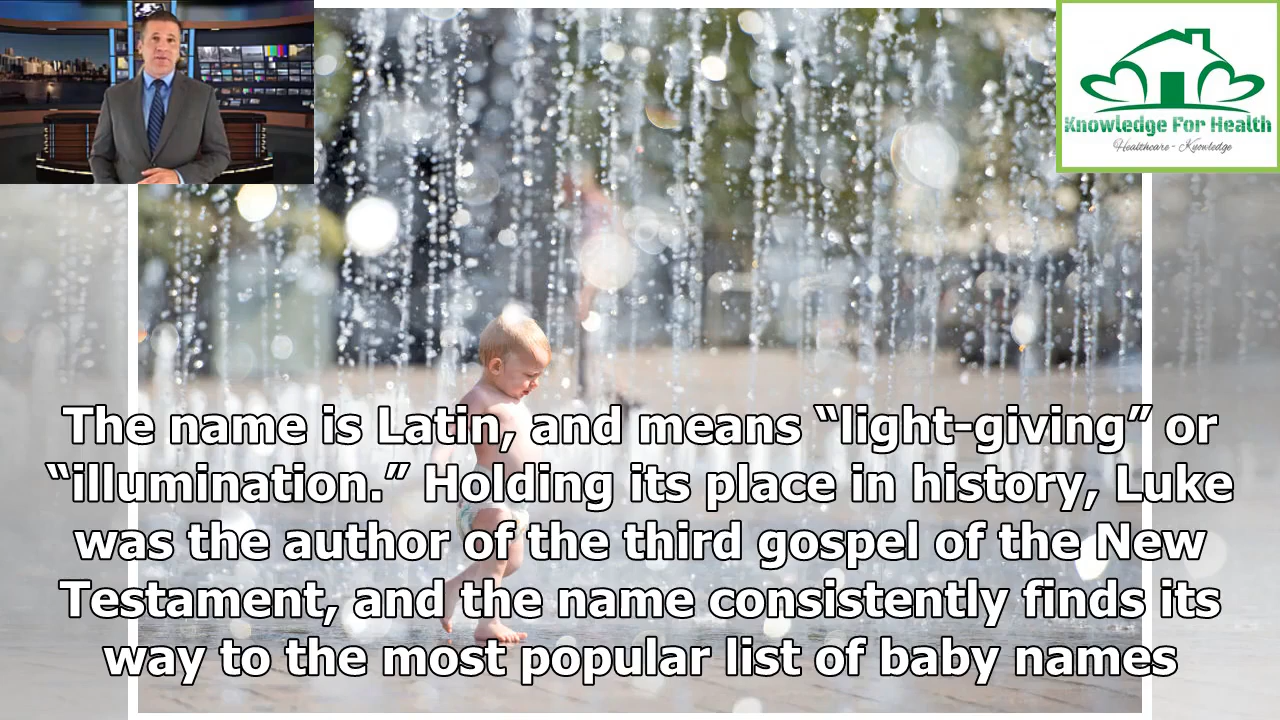 Knowledge For Health
Healthcare - Knowledge
The name is Latin, and means “light-giving” or
“illumination.” Holding its place in history, Luke
was the author of the third gospel of the New
Testament, and the name consistently finds its
way to the most popular list of baby names